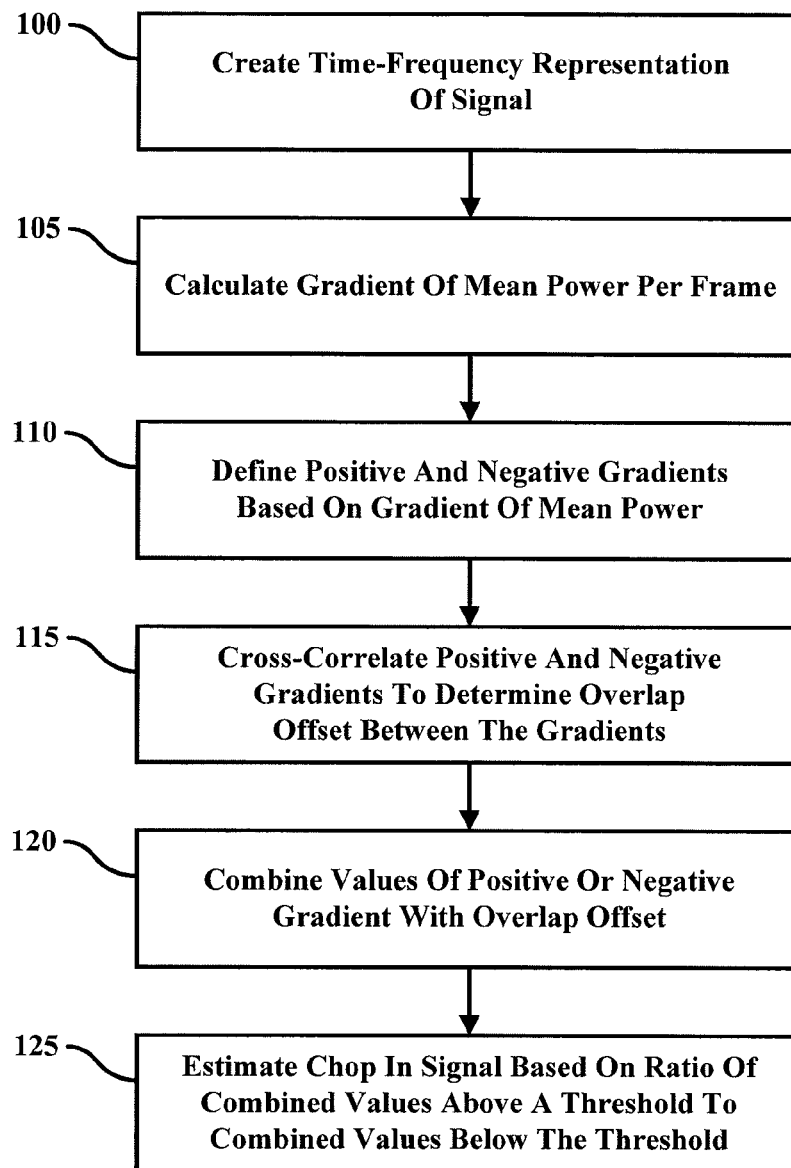 100
Create Time-Frequency Representation
Of Signal
105
Calculate Gradient Of Mean Power Per Frame
110
Define Positive And Negative Gradients
Based On Gradient Of Mean Power
115
Cross-Correlate Positive And Negative
Gradients To Determine Overlap
Offset Between The Gradients
120
Combine Values Of Positive Or Negative
Gradient With Overlap Offset
125
Estimate Chop In Signal Based On Ratio Of
Combined Values Above A Threshold To
Combined Values Below The Threshold